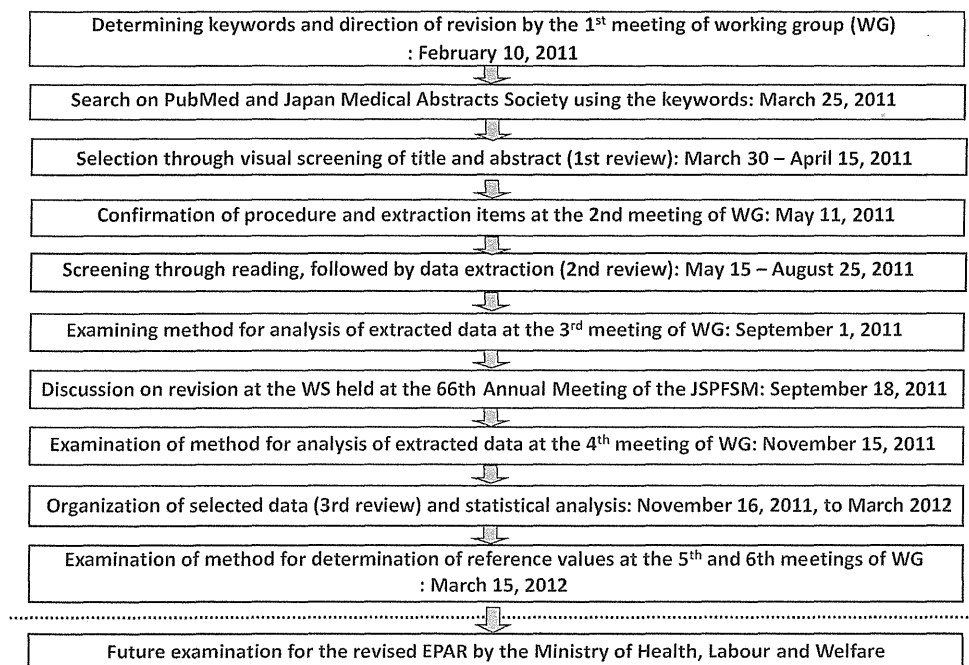 Determining keywords and direction of revision by the 1st meeting of working group (WG)
: February 10, 2011
Search on PubMed and Japan Medical Abstracts Society using the keywords: March 25, 2011
Selection through visual screening of title and abstract (1st review): March 30 – April 15, 2011
Confirmation of procedure and extraction items at the 2nd meeting of WG: May 11, 2011
Screening through reading, followed by data extraction (2nd review): May 15 – August 25, 2011
Examining method for analysis of extracted data at the 3rd meeting of WG: September 1, 2011
Discussion on revision at the WS held at the 66th Annual Meeting of the JSPFSM: September 18, 2011
Examination of method for analysis of extracted data at the 4th meeting of WG: November 15, 2011
Organization of selected data (3rd review) and statistical analysis: November 16, 2011, to March 2012
Examination of method for determination of reference values at the 5th and 6th meetings of WG
: March 15, 2012
Future examination for the revised EPAR by the Ministry of Health, Labour and Welfare